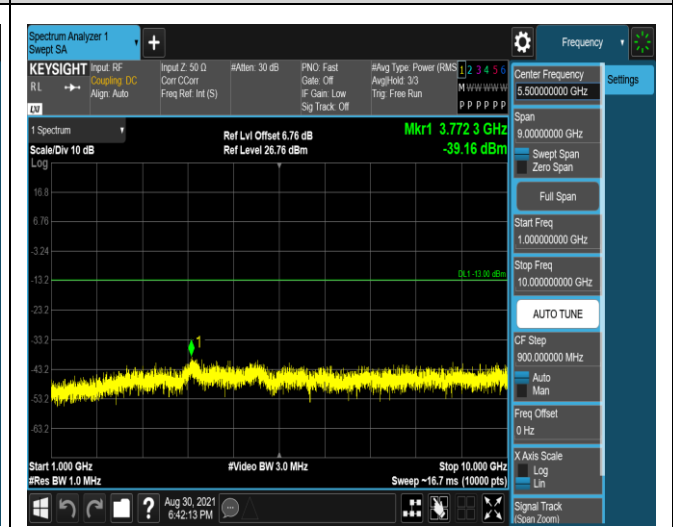 Spectrum Analyzer 1
Swept SA
+
Frequency
KEYSIGHT
RL
LXI
Input: RF
Coupling: DC
Align: Auto
Input Z: 50 Ω
Corr CCorr
Freq Ref: Int (S)
#Atten: 30 dB
PNO: Fast
Gate: Off
IF Gain: Low
Sig Track: Off
#Avg Type: Power (RMS
Avg|Hold: 3/3
Trig: Free Run
1 2 3 4 5 6
M W W W W W
P P P P P P
1 Spectrum
Scale/Div 10 dB
Log
Ref Lvl Offset 6.76 dB
Ref Level 26.76 dBm
Mkr1 3.772 3 GHz
-39.16 dBm
16.8
6.76
-3.24
-13.2
-23.2
-33.2
-43.2
-53.2
-63.2
DL1 -13.00 dBm
1
Start 1.000 GHz
#Res BW 1.0 MHz
#Video BW 3.0 MHz
Stop 10.000 GHz
Sweep ~16.7 ms (10000 pts)
?
Aug 30, 2021
6:42:13 PM
Center Frequency
5.500000000 GHz
Settings
Span
9.00000000 GHz
Swept Span
Zero Span
Full Span
Start Freq
1.000000000 GHz
Stop Freq
10.000000000 GHz
AUTO TUNE
CF Step
900.000000 MHz
Auto
Man
Freq Offset
0 Hz
X Axis Scale
Log
Lin
Signal Track
(Span Zoom)